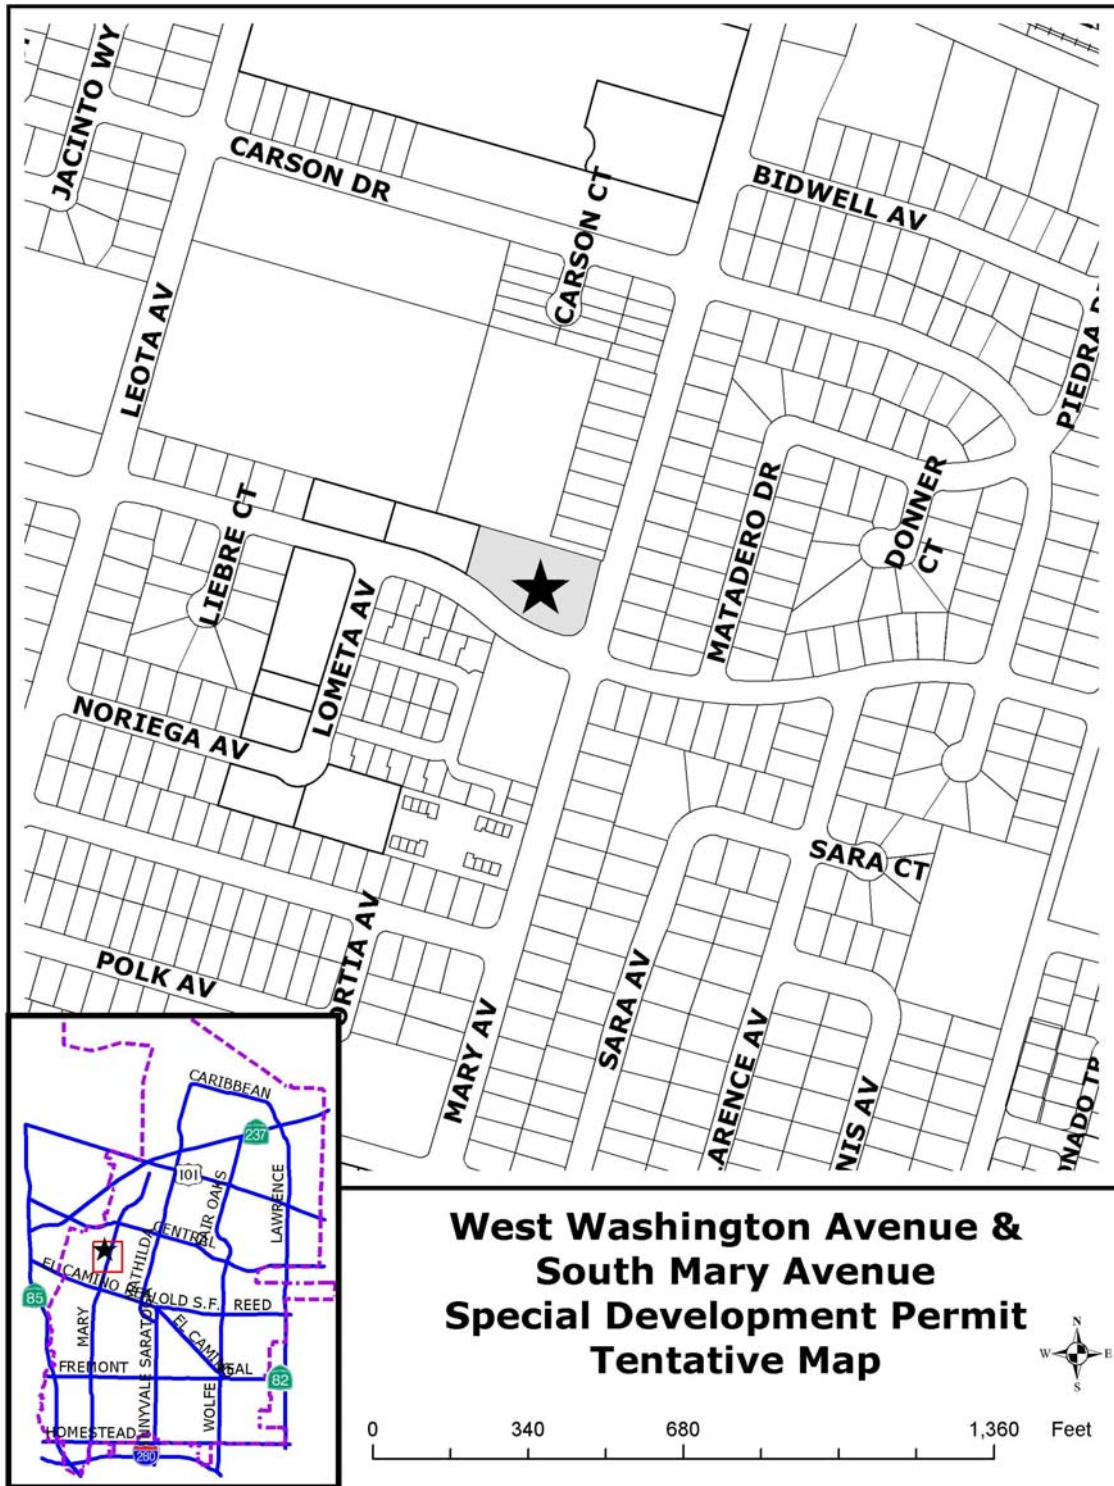 JACINTO WY
CARSON DR
CARSON CT
BIDWELL AV
PIEDRA D
LEOTA AV
LIEBRE CT
LOMETA AV
MATADERO DR
DONNER
CT
NORIEGA AV
SARA CT
POLK AV
ORTIA AV
MARY AV
SARA AV
ARENCE AV
NIS AV
ONADO TR
CARIBBEAN
237
101
FAIR OAKS
LAWRENCE
CENTRAL
MATHILDA
EL CAMINO
OLD S.F.
REED
85
MARY
EL CAMINO
REAL
FREMONT
82
WOLFE
HOMESTEAD
280
West Washington Avenue &
South Mary Avenue
Special Development Permit
Tentative Map
N
W
E
S
0 340 680 1,360 Feet